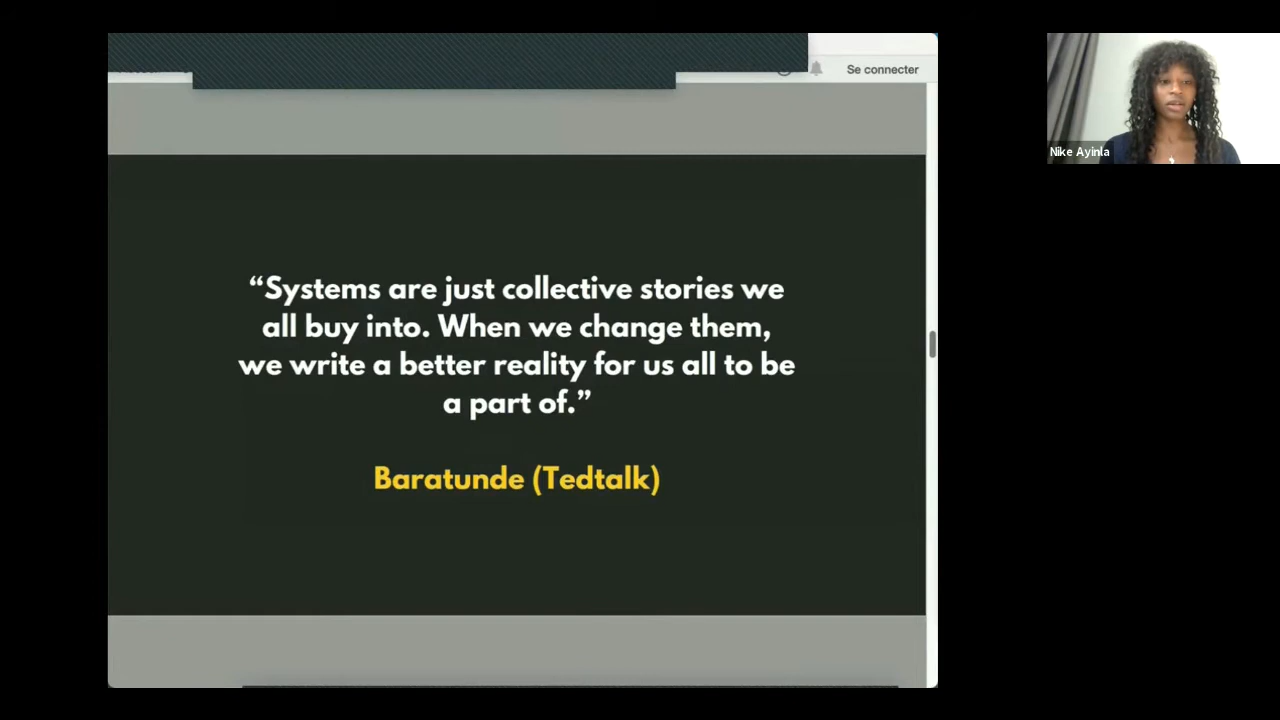 Se connecter
“Systems are just collective stories we
all buy into. When we change them,
we write a better reality for us all to be
a part of.”
Baratunde (Tedtalk)
Nike Ayinla